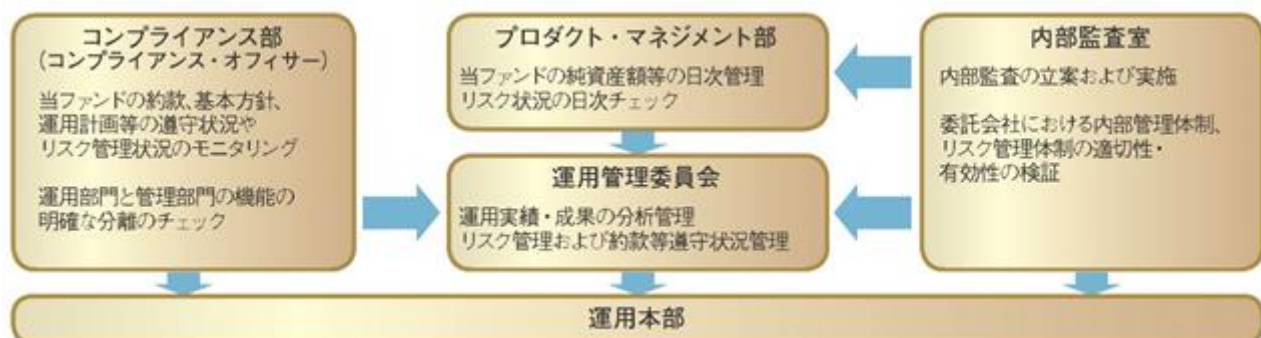 コンプライアンス部
(コンプライアンス・オフィサー)
当ファンドの約款、基本方針、
運用計画等の遵守状況や
リスク管理状況のモニタリング
運用部門と管理部門の機能の
明確な分離のチェック
プロダクト・マネジメント部
当ファンドの純資産額等の日次管理
リスク状況の日次チェック
運用管理委員会
運用実績・成果の分析管理
リスク管理および約款等遵守状況管理
内部監査室
内部監査の立案および実施
委託会社における内部管理体制、
リスク管理体制の適切性・
有効性の検証
運用本部